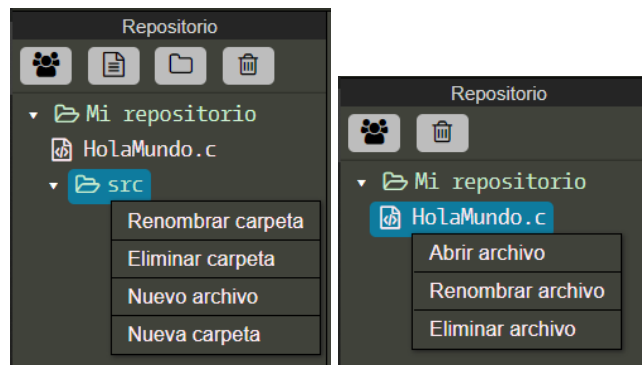 Repositorio
Mi repositorio
HolaMundo.c
src
Renombrar carpeta
Eliminar carpeta
Nuevo archivo
Nueva carpeta
Repositorio
Mi repositorio
HolaMundo.c
Abrir archivo
Renombrar archivo
Eliminar archivo